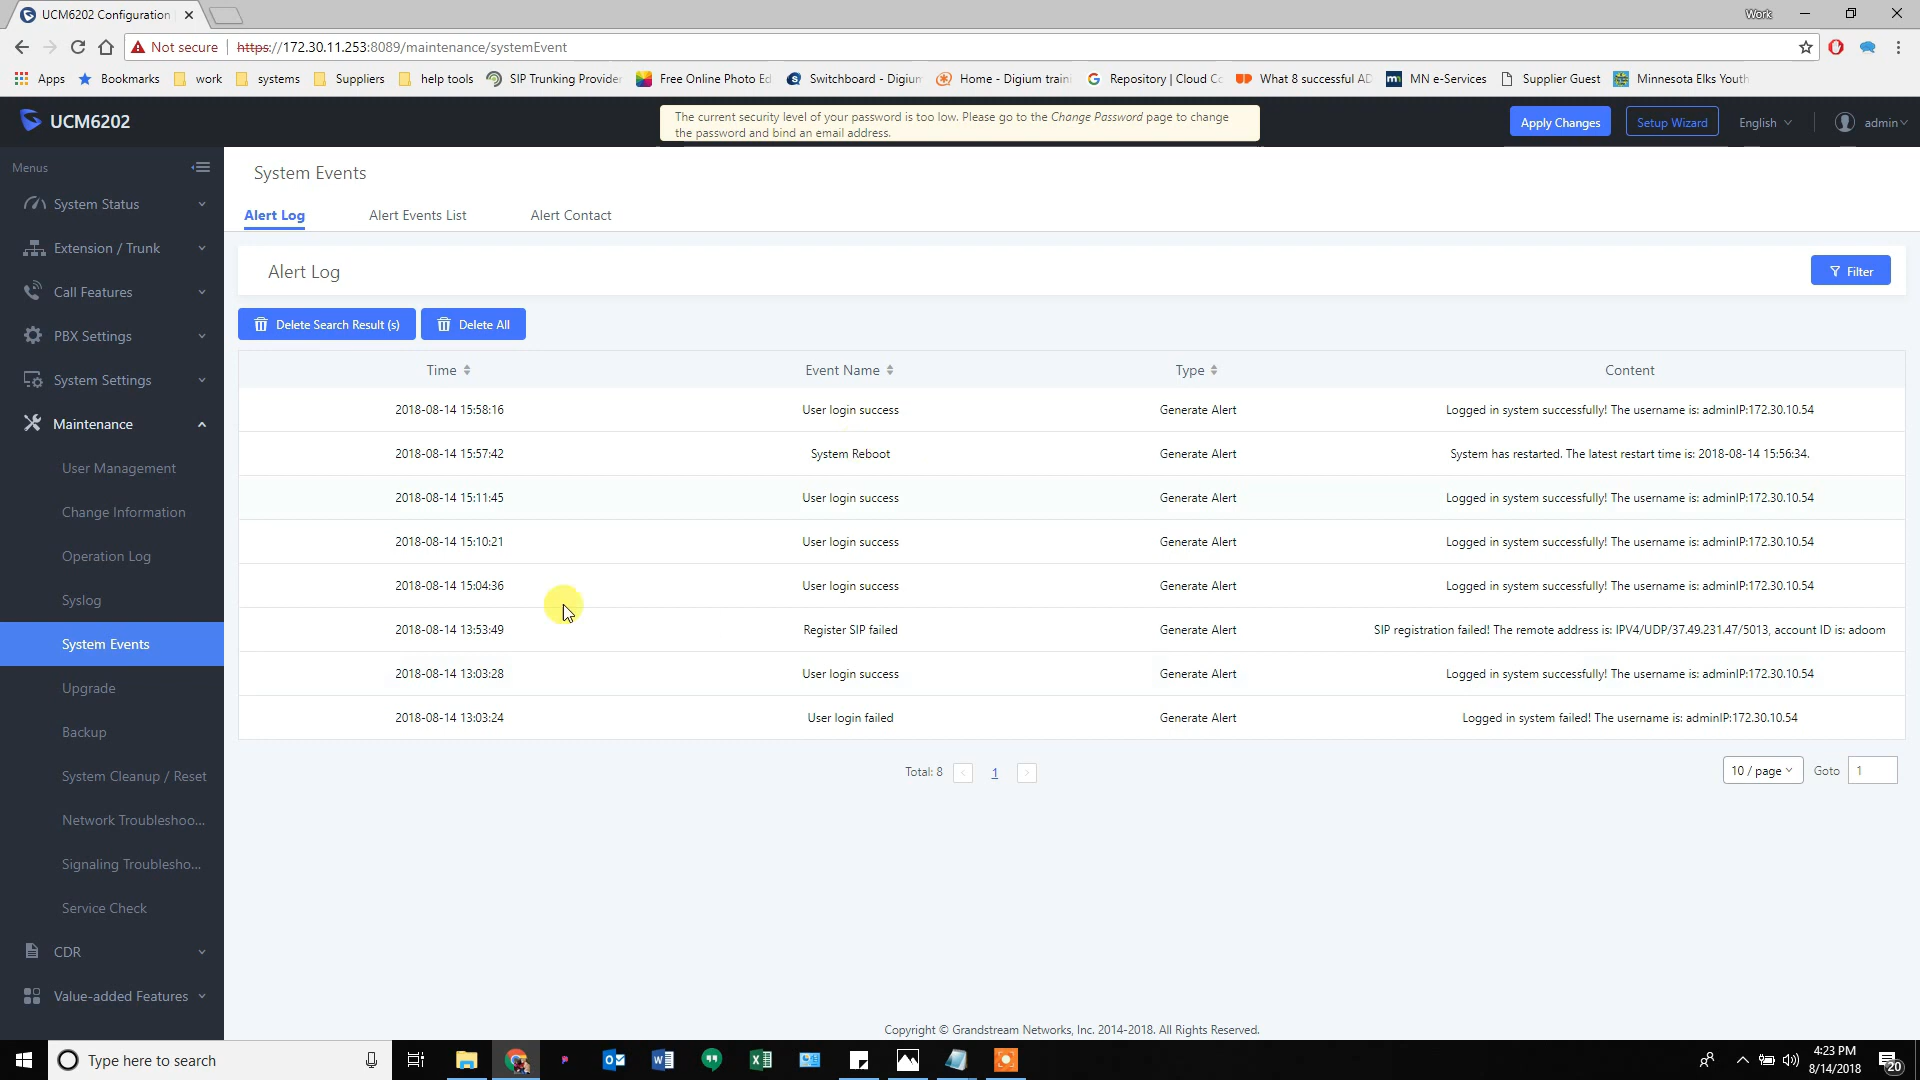 UCM6202 Configuration
Work
Not secure
https://172.30.11.253:8089/maintenance/systemEvent
Apps
Bookmarks
work
systems
Suppliers
help tools
SIP Trunking Provide
Free Online Photo Ed
Switchboard - Digium
Home - Digium train
Repository | Cloud Co
What 8 successful AD
MN e-Services
Supplier Guest
Minnesota Elks Youth
UCM6202
The current security level of your password is too low. Please go to the Change Password page to change
the password and bind an email address.
Apply Changes
Setup Wizard
English
admin
Menus
System Status
Extension / Trunk
Call Features
PBX Settings
System Settings
Maintenance
User Management
Change Information
Operation Log
Syslog
System Events
Upgrade
Backup
System Cleanup / Reset
Network Troubleshoo...
Signaling Troublesho...
Service Check
CDR
Value-added Features
System Events
Alert Log Alert Events List Alert Contact
Alert Log
Filter
Delete Search Result (s) Delete All
Time Event Name Type Content
2018-08-14 15:58:16 User login success Generate Alert Logged in system successfully! The username is: adminIP:172.30.10.54
2018-08-14 15:57:42 System Reboot Generate Alert System has restarted. The latest restart time is: 2018-08-14 15:56:34.
2018-08-14 15:11:45 User login success Generate Alert Logged in system successfully! The username is: adminIP:172.30.10.54
2018-08-14 15:10:21 User login success Generate Alert Logged in system successfully! The username is: adminIP:172.30.10.54
2018-08-14 15:04:36 User login success Generate Alert Logged in system successfully! The username is: adminIP:172.30.10.54
2018-08-14 13:53:49 Register SIP failed Generate Alert SIP registration failed! The remote address is: IPV4/UDP/37.49.231.47/5013, account ID is: adoom
2018-08-14 13:03:28 User login success Generate Alert Logged in system successfully! The username is: adminIP:172.30.10.54
2018-08-14 13:03:24 User login failed Generate Alert Logged in system failed! The username is: adminIP:172.30.10.54
Total: 8 < 1 > 10 / page Goto 1
Copyright © Grandstream Networks, Inc. 2014-2018. All Rights Reserved.
Type here to search
4:23 PM
8/14/2018
20